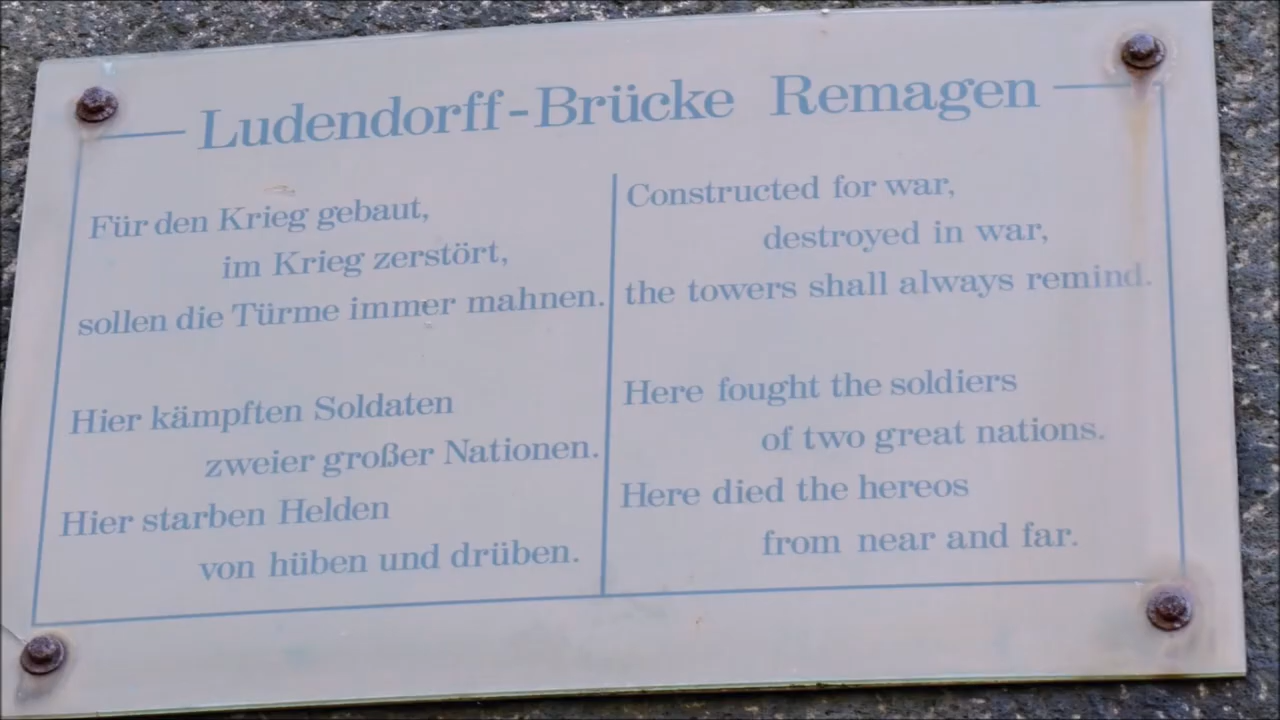 Ludendorff-Brücke Remagen
Für den Krieg gebaut,
im Krieg zerstört,
sollen die Türme immer mahnen.
Hier kämpften Soldaten
zweier großer Nationen.
Hier starben Helden
von hüben und drüben.
Constructed for war,
destroyed in war,
the towers shall always remind.
Here fought the soldiers
of two great nations.
Here died the hereos
from near and far.